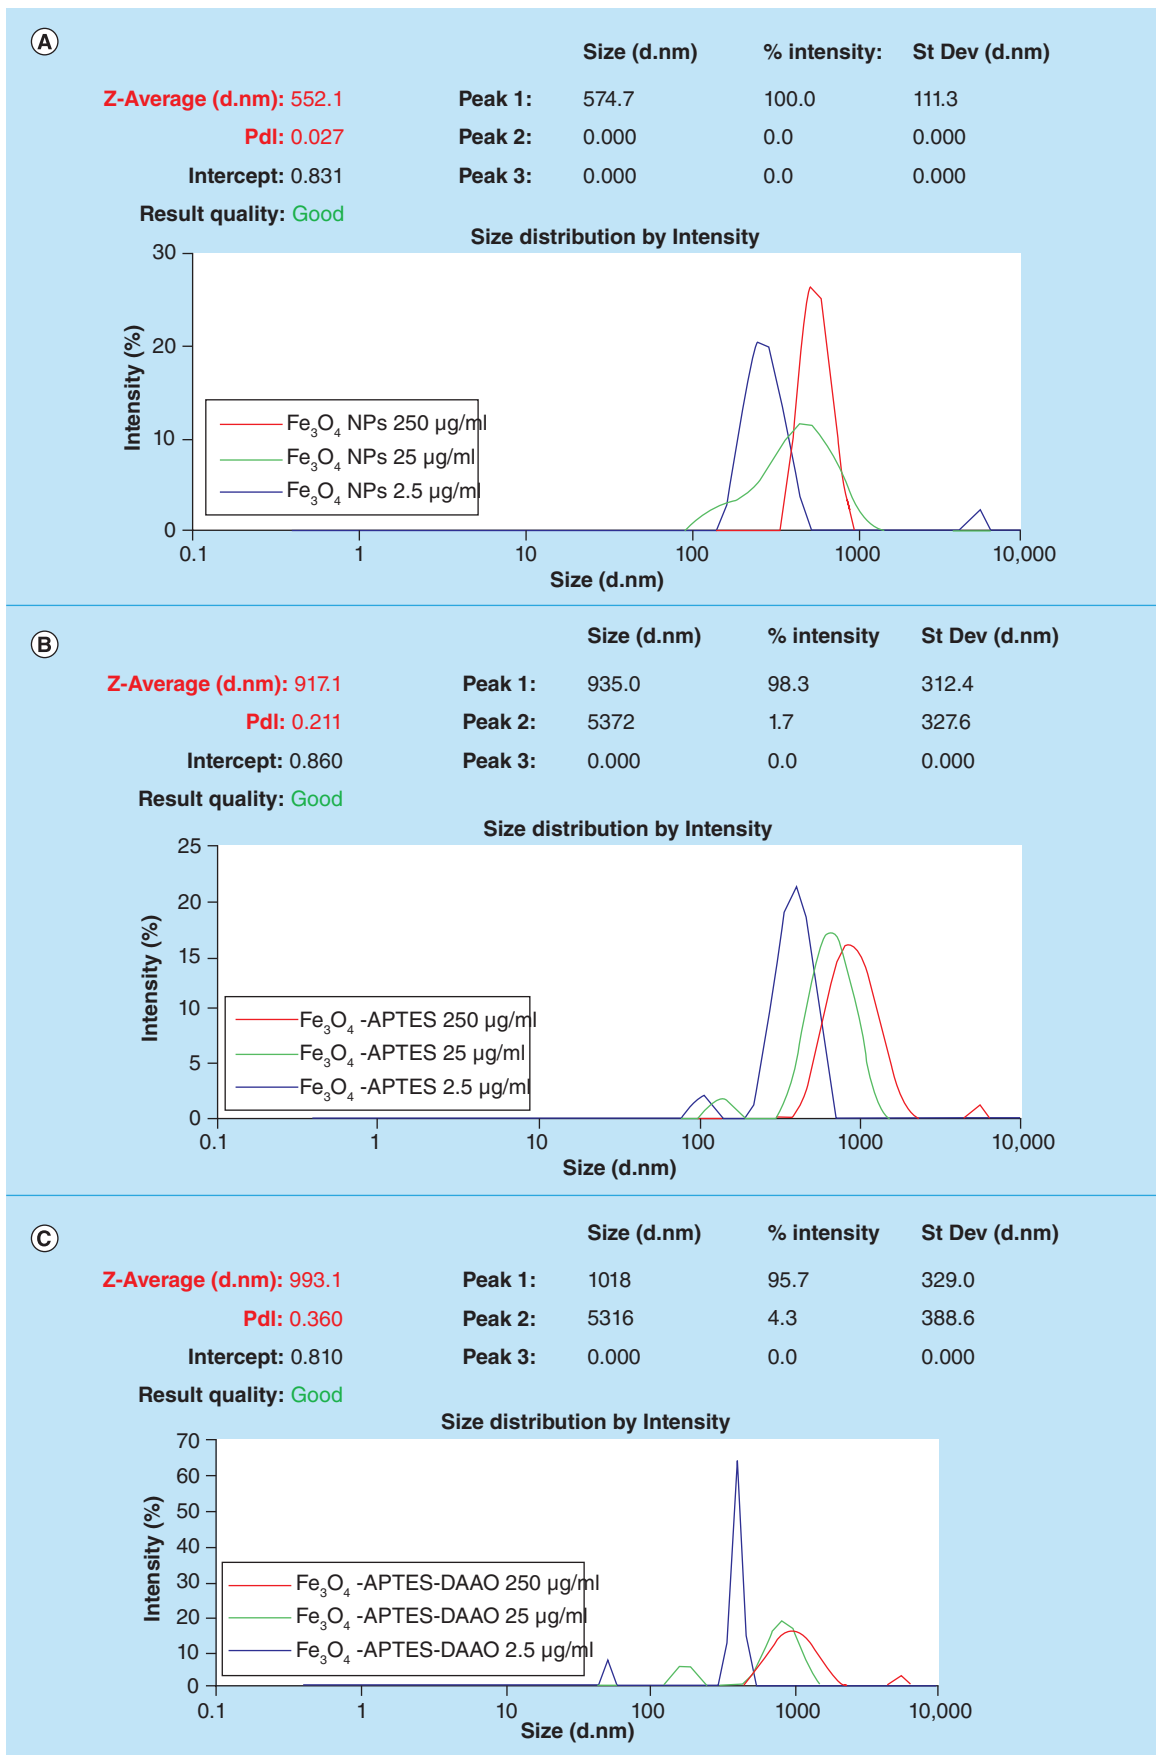 A
Size (d.nm) % intensity: St Dev (d.nm)
Z-Average (d.nm): 552.1 Peak 1: 574.7 100.0 111.3
PdI: 0.027 Peak 2: 0.000 0.0 0.000
Intercept: 0.831 Peak 3: 0.000 0.0 0.000
Result quality: Good
Size distribution by Intensity
30
20
10
0
Intensity (%)
Fe3O4 NPs 250 µg/ml
Fe3O4 NPs 25 µg/ml
Fe3O4 NPs 2.5 µg/ml
0.1 1 10 100 1000 10,000
Size (d.nm)
B
Size (d.nm) % intensity St Dev (d.nm)
Z-Average (d.nm): 917.1 Peak 1: 935.0 98.3 312.4
PdI: 0.211 Peak 2: 5372 1.7 327.6
Intercept: 0.860 Peak 3: 0.000 0.0 0.000
Result quality: Good
Size distribution by Intensity
25
20
15
10
5
0
Intensity (%)
Fe3O4 -APTES 250 µg/ml
Fe3O4 -APTES 25 µg/ml
Fe3O4 -APTES 2.5 µg/ml
0.1 1 10 100 1000 10,000
Size (d.nm)
C
Size (d.nm) % intensity St Dev (d.nm)
Z-Average (d.nm): 993.1 Peak 1: 1018 95.7 329.0
PdI: 0.360 Peak 2: 5316 4.3 388.6
Intercept: 0.810 Peak 3: 0.000 0.0 0.000
Result quality: Good
Size distribution by Intensity
70
60
50
40
30
20
10
0
Intensity (%)
Fe3O4 -APTES-DAAO 250 µg/ml
Fe3O4 -APTES-DAAO 25 µg/ml
Fe3O4 -APTES-DAAO 2.5 µg/ml
0.1 1 10 100 1000 10,000
Size (d.nm)